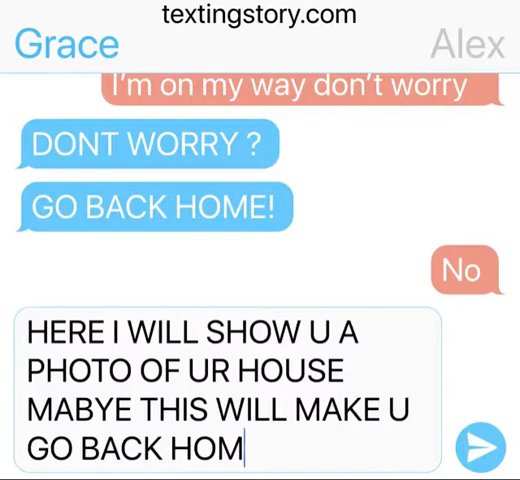 textingstory.com
Grace
Alex
I'm on my way don't worry
DONT WORRY ?
GO BACK HOME!
No
HERE I WILL SHOW U A
PHOTO OF UR HOUSE
MABYE THIS WILL MAKE U
GO BACK HOM